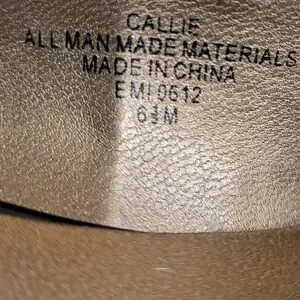 CALLIE
ALL MAN MADE MATERIALS
MADE IN CHINA
EMI 0612
6½M